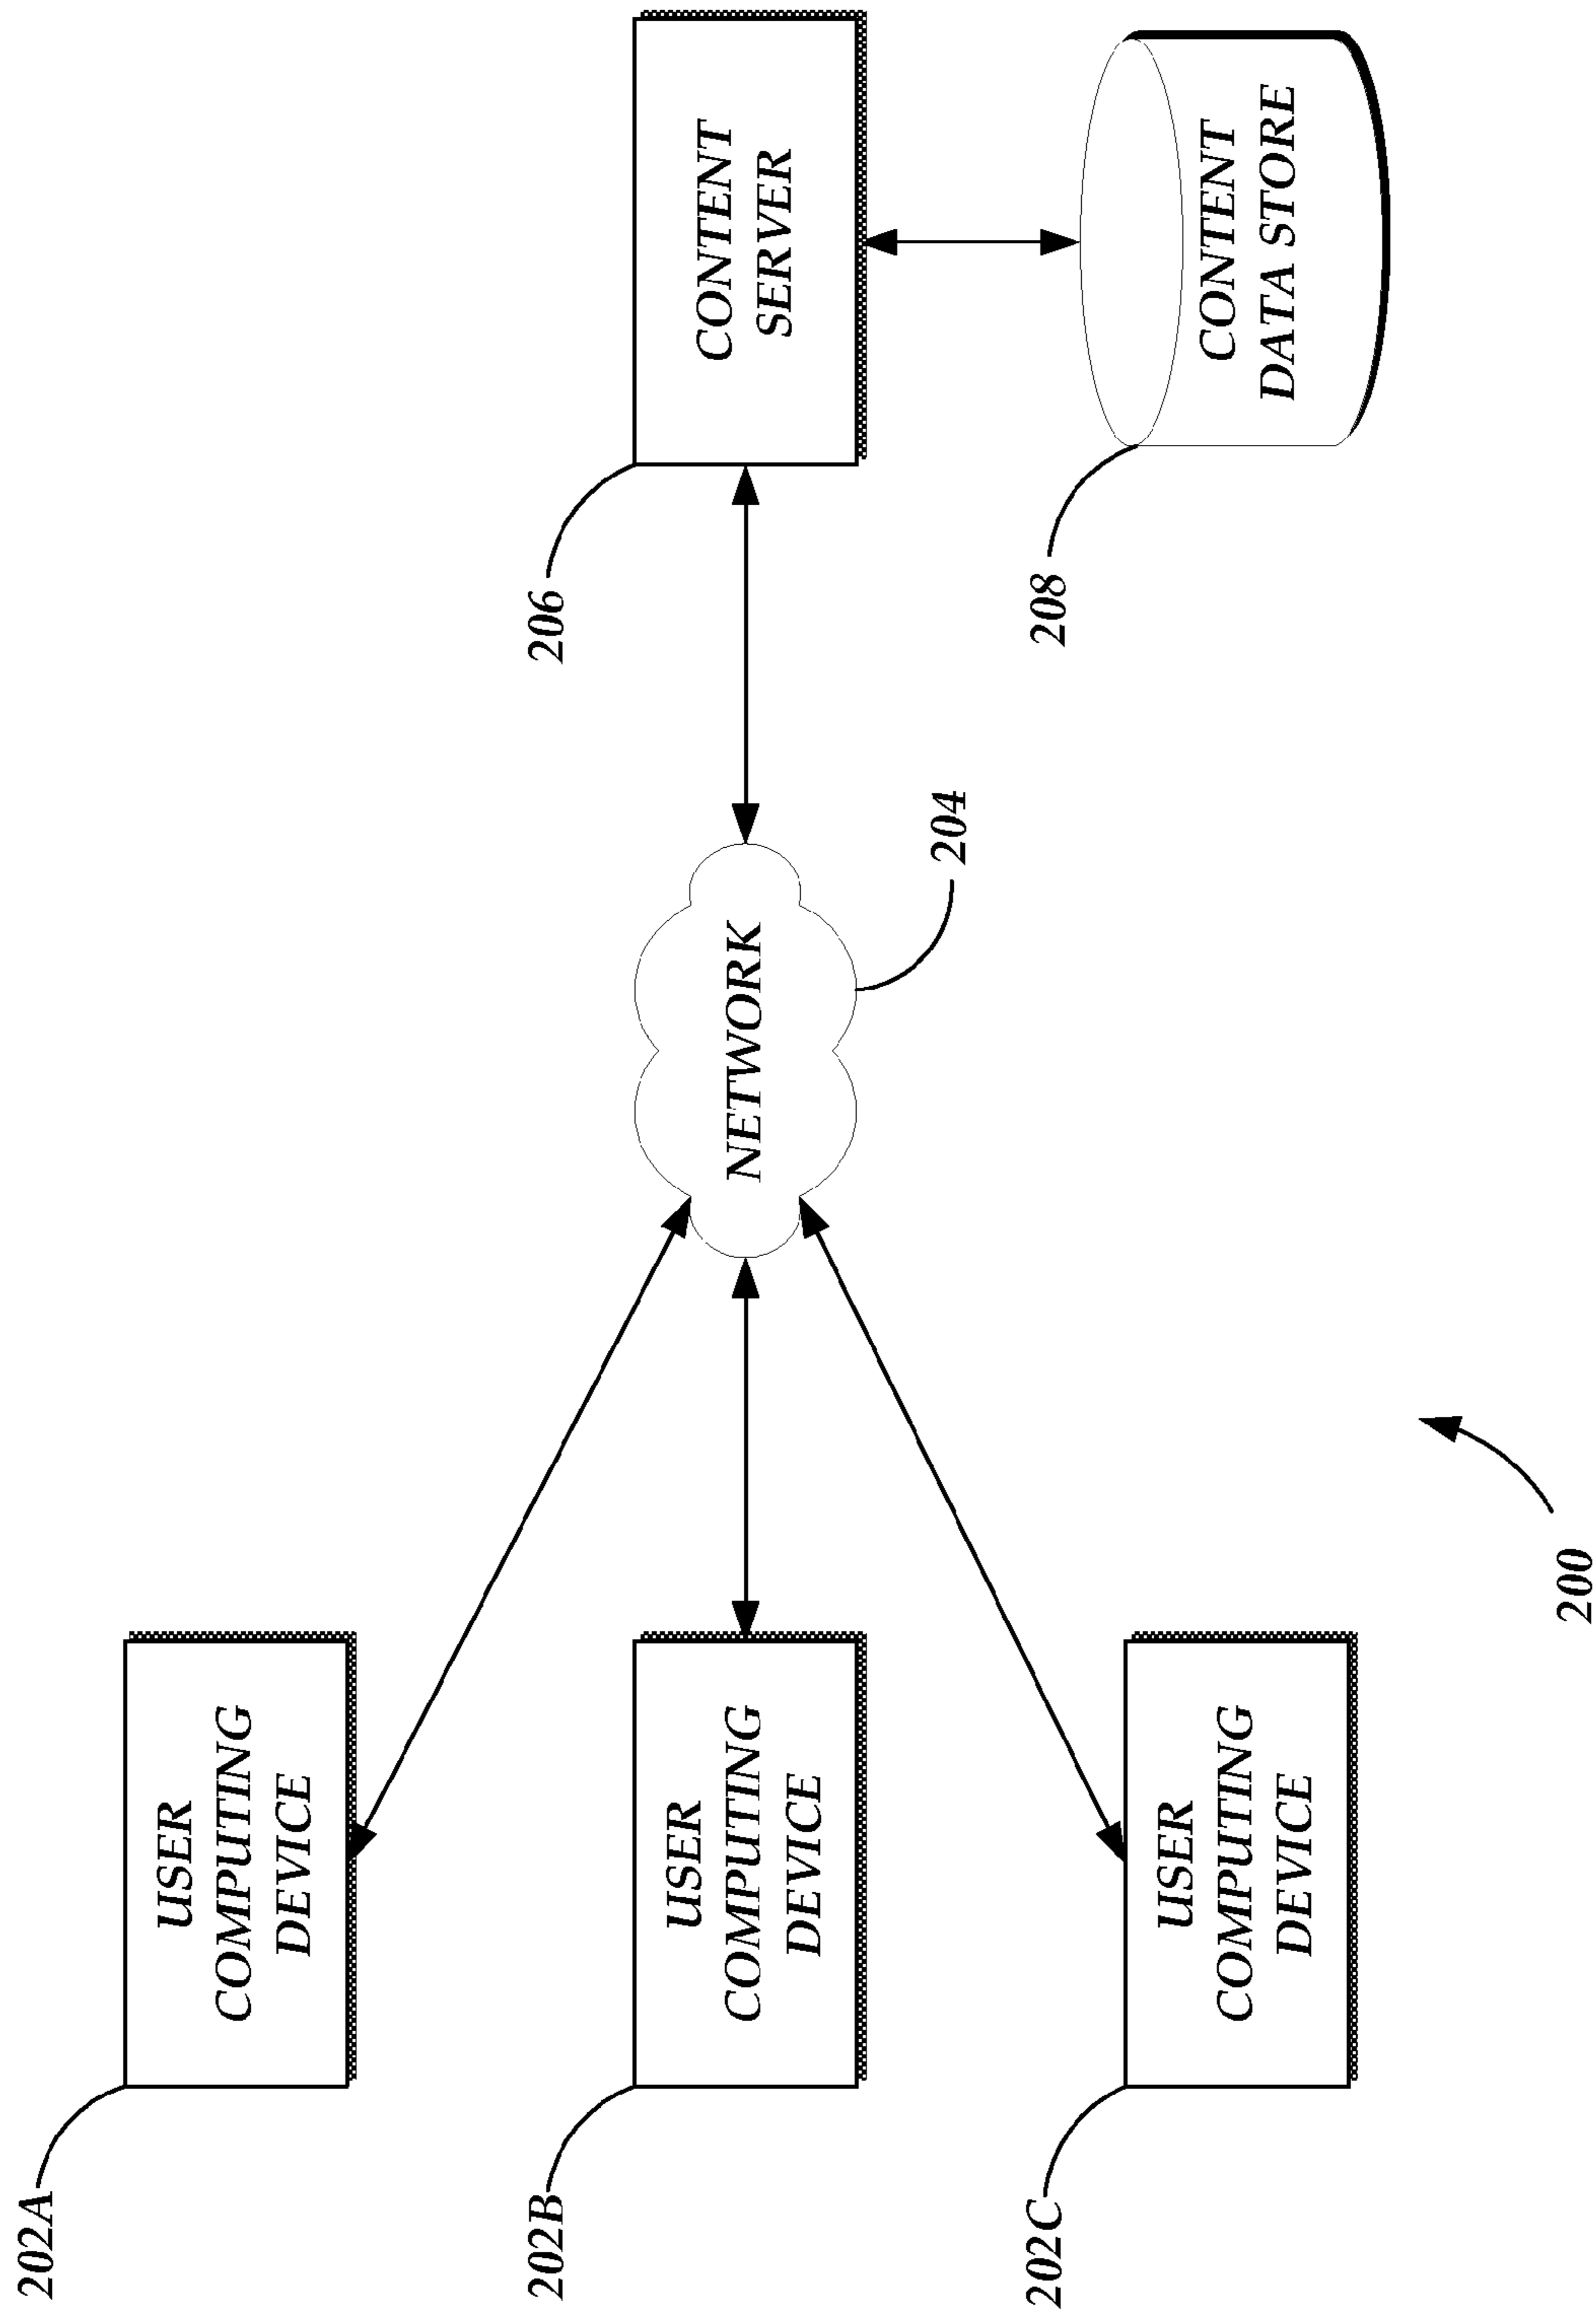 202A
USER
COMPUTING
DEVICE
202B
USER
COMPUTING
DEVICE
NETWORK
204
206
CONTENT
SERVER
202C
USER
COMPUTING
DEVICE
208
CONTENT
DATA STORE
200